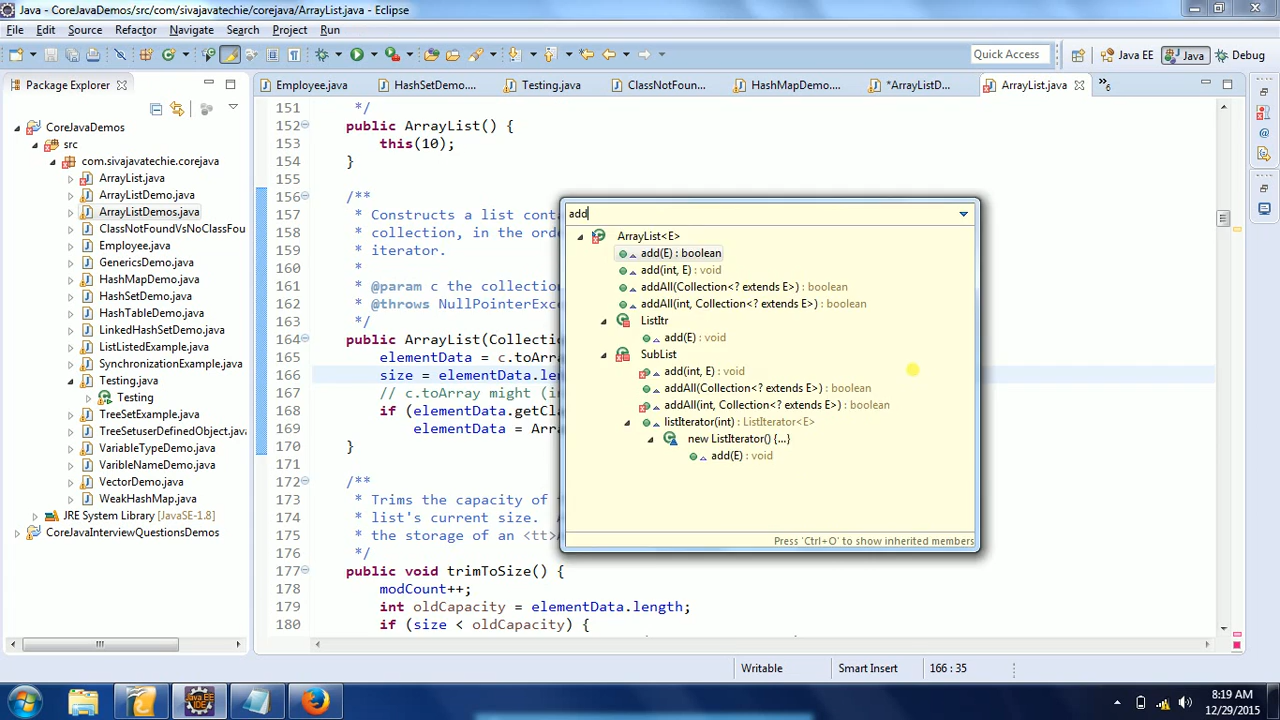 Java - CoreJavaDemos/src/com/sivajavatechie/corejava/ArrayList.java - Eclipse
File Edit Source Refactor Navigate Search Project Run Window Help
Quick Access
Java EE
Java
Debug
Package Explorer
Employee.java
HashSetDemo....
Testing.java
ClassNotFoun...
HashMapDemo....
*ArrayListD...
ArrayList.java
»6
CoreJavaDemos
src
com.sivajavatechie.corejava
ArrayList.java
ArrayListDemo.java
ArrayListDemos.java
ClassNotFoundVsNoClassFou
Employee.java
GenericsDemo.java
HashMapDemo.java
HashSetDemo.java
HashTableDemo.java
LinkedHashSetDemo.java
ListListedExample.java
SynchronizationExample.java
Testing.java
Testing
TreeSetExample.java
TreeSetuserDefinedObject.java
VariableTypeDemo.java
VaribleNameDemo.java
VectorDemo.java
WeakHashMap.java
JRE System Library [JavaSE-1.8]
CoreJavaInterviewQuestionsDemos
151 */
152 public ArrayList() {
153 this(10);
154 }
155
156 /**
157 * Constructs a list conta
158 * collection, in the orde
159 * iterator.
160 *
161 * @param c the collection
162 * @throws NullPointerExce
163 */
164 public ArrayList(Collectio
165 elementData = c.toArra
166 size = elementData.len
167 // c.toArray might (in
168 if (elementData.getCla
169 elementData = Arra
170 }
171
172 /**
173 * Trims the capacity of t
174 * list's current size.
175 * the storage of an <tt>A
176 */
177 public void trimToSize() {
178 modCount++;
179 int oldCapacity = elementData.length;
180 if (size < oldCapacity) {
add
ArrayList<E>
add(E) : boolean
add(int, E) : void
addAll(Collection<? extends E>) : boolean
addAll(int, Collection<? extends E>) : boolean
ListItr
add(E) : void
SubList
add(int, E) : void
addAll(Collection<? extends E>) : boolean
addAll(int, Collection<? extends E>) : boolean
listIterator(int) : ListIterator<E>
new ListIterator() {...}
add(E) : void
Press 'Ctrl+O' to show inherited members
Writable
Smart Insert
166 : 35
Java EE
IDE
8:19 AM
12/29/2015